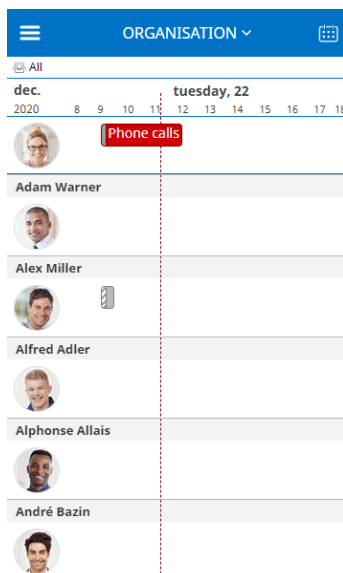 ORGANISATION
All
dec. tuesday, 22
2020 8 9 10 11 12 13 14 15 16 17 18
Phone calls
Adam Warner
Alex Miller
Alfred Adler
Alphonse Allais
André Bazin